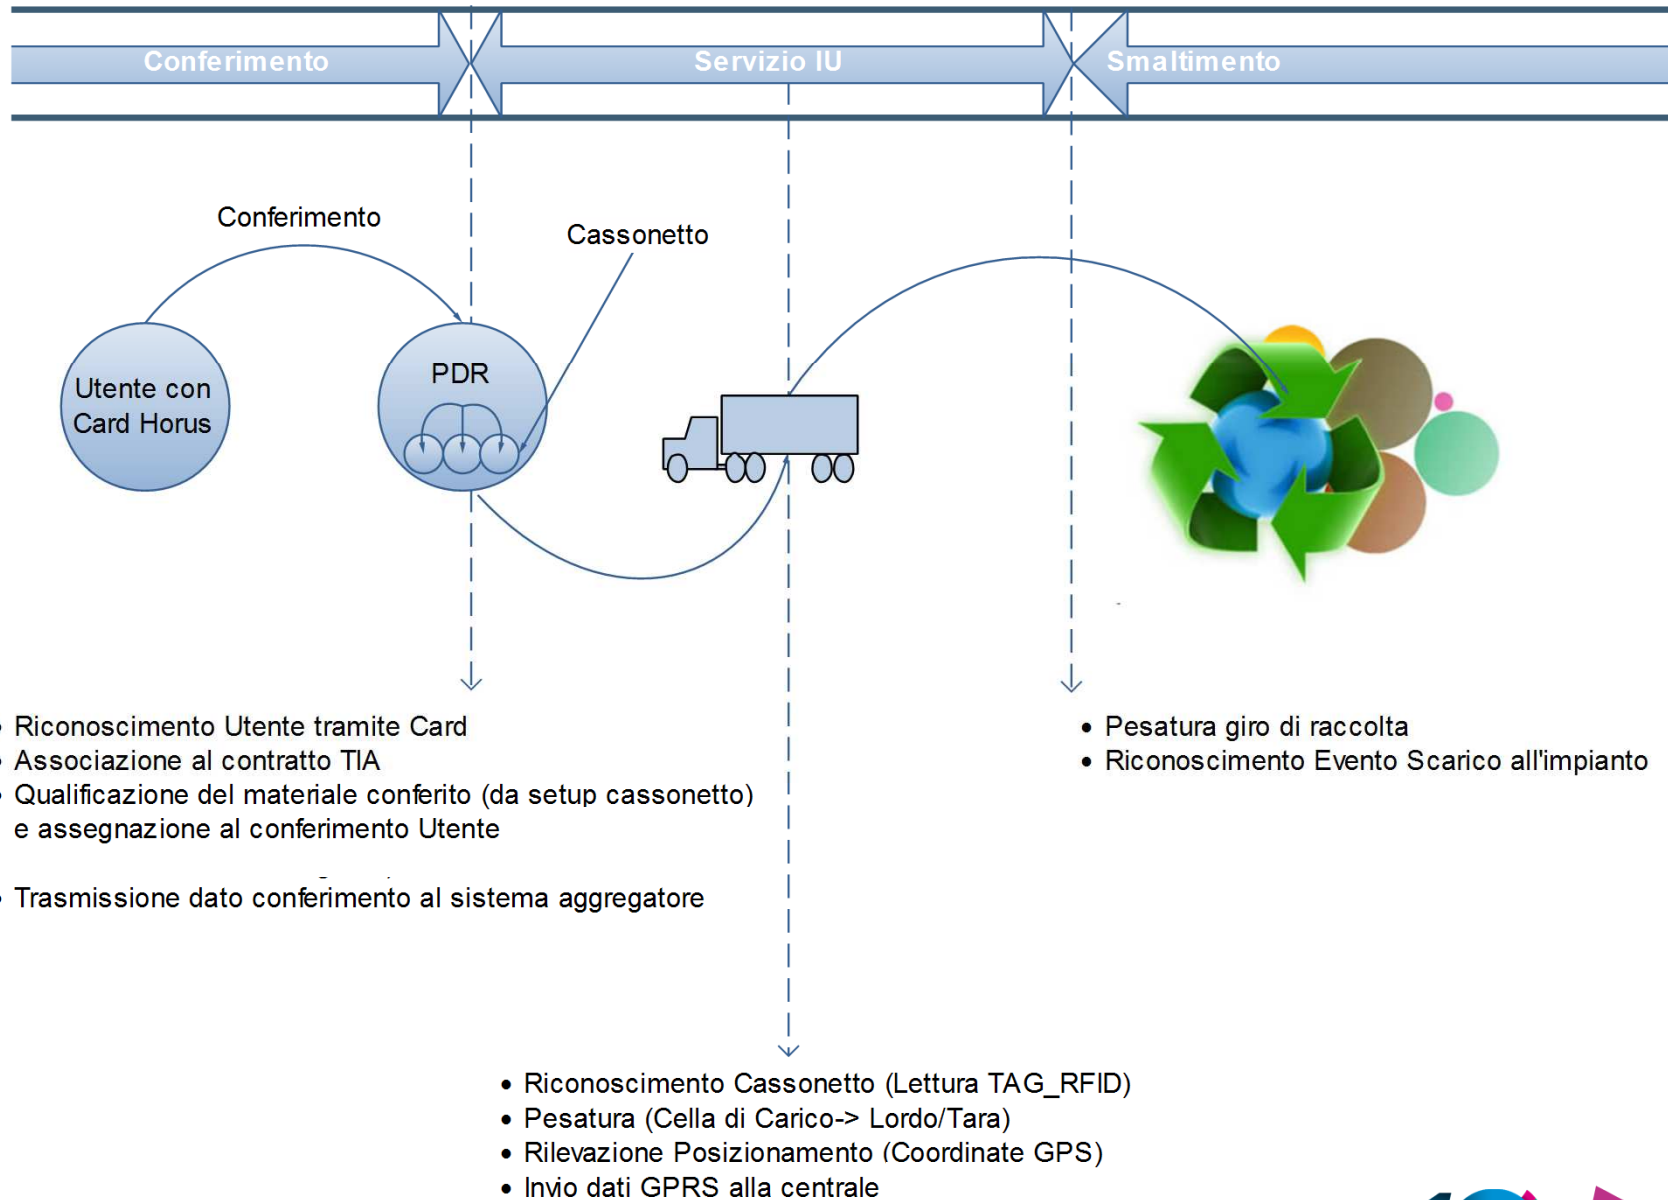 Conferimento
Servizio IU
Smaltimento
Conferimento
Cassonetto
PDR
Utente con
Card Horus
• Riconoscimento Utente tramite Card
• Associazione al contratto TIA
• Qualificazione del materiale conferito (da setup cassonetto)
e assegnazione al conferimento Utente
• Trasmissione dato conferimento al sistema aggregatore
• Pesatura giro di raccolta
• Riconoscimento Evento Scarico all'impianto
• Riconoscimento Cassonetto (Lettura TAG_RFID)
• Pesatura (Cella di Carico-> Lordo/Tara)
• Rilevazione Posizionamento (Coordinate GPS)
• Invio dati GPRS alla centrale